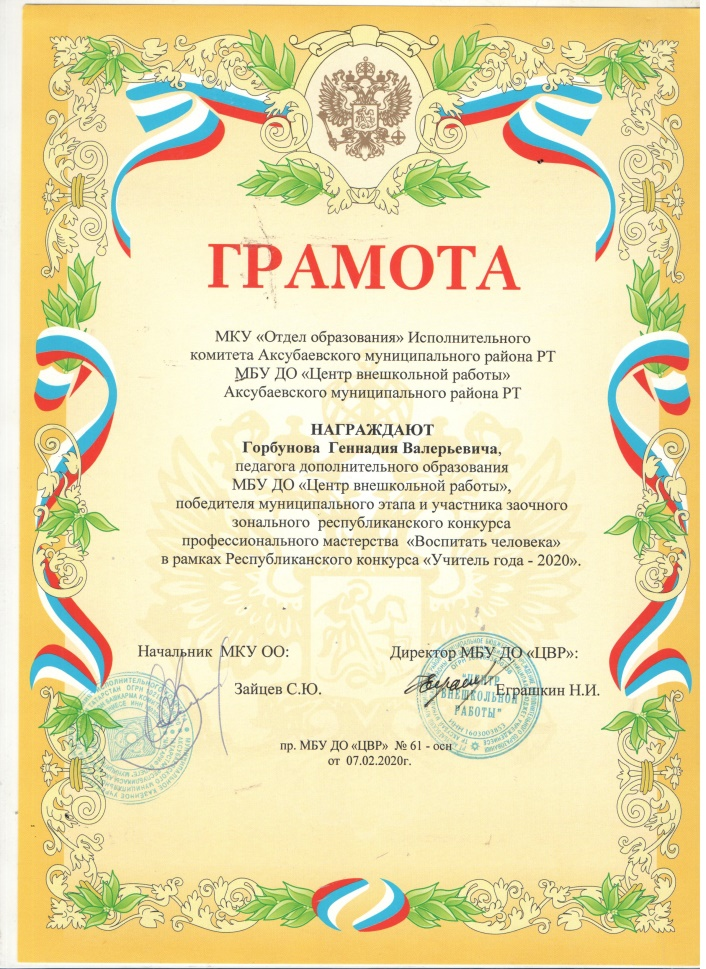 ГРАМОТА
МКУ «Отдел образования» Исполнительного
комитета Аксубаевского муниципального района РТ
МБУ ДО «Центр внешкольной работы»
Аксубаевского муниципального района РТ
НАГРАЖДАЮТ
Горбунова Геннадия Валерьевича,
педагога дополнительного образования
МБУ ДО «Центр внешкольной работы»,
победителя муниципального этапа и участника заочного
зонального республиканского конкурса
профессионального мастерства «Воспитать человека»
в рамках Республиканского конкурса «Учитель года - 2020».
Начальник МКУ ОО:
Директор МБУ ДО «ЦВР»:
Зайцев С.Ю.
Еграшкин Н.И.
"ЦЕНТР
ВНЕШКОЛЬНОЙ
РАБОТЫ"
пр. МБУ ДО «ЦВР» № 61 - осн
от 07.02.2020г.